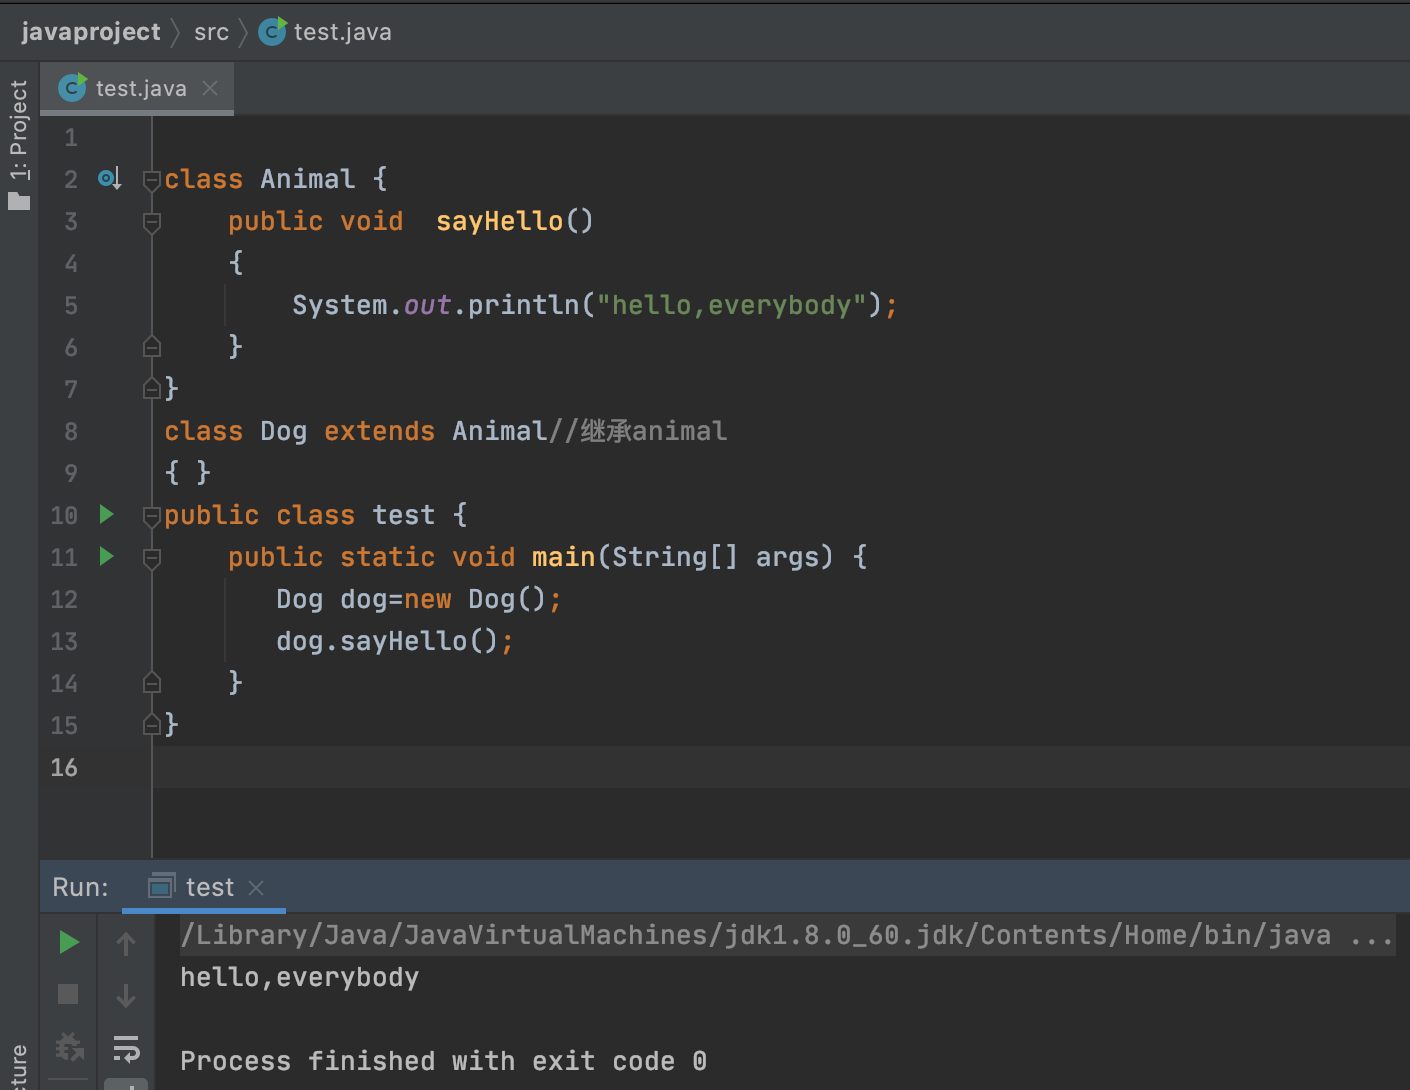 javaproject src test.java
test.java
1: Project
1
2 class Animal {
3 public void  sayHello()
4 {
5 System.out.println("hello,everybody");
6 }
7 }
8 class Dog extends Animal//继承animal
9 { }
10 public class test {
11 public static void main(String[] args) {
12 Dog dog=new Dog();
13 dog.sayHello();
14 }
15 }
16
Run: test
/Library/Java/JavaVirtualMachines/jdk1.8.0_60.jdk/Contents/Home/bin/java ...
hello,everybody
Process finished with exit code 0
cture